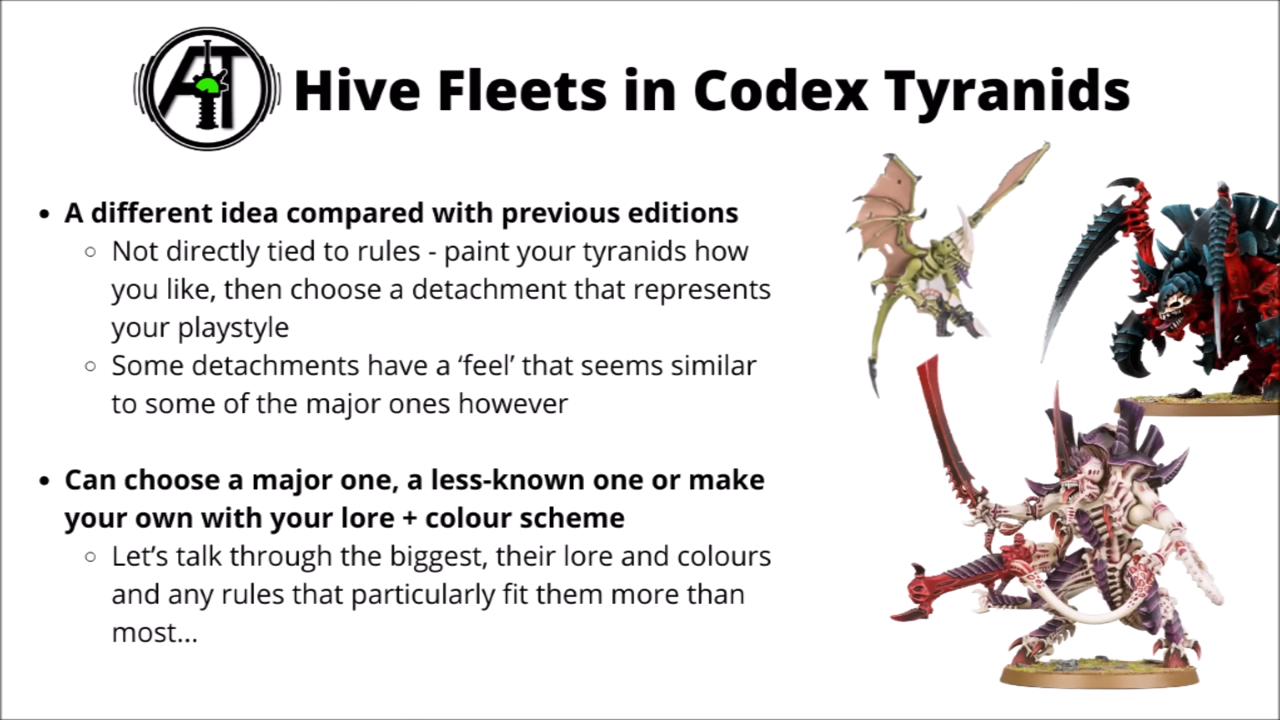 AT
Hive Fleets in Codex Tyranids
• A different idea compared with previous editions
○ Not directly tied to rules - paint your tyranids how
you like, then choose a detachment that represents
your playstyle
○ Some detachments have a ‘feel’ that seems similar
to some of the major ones however
• Can choose a major one, a less-known one or make
your own with your lore + colour scheme
○ Let’s talk through the biggest, their lore and colours
and any rules that particularly fit them more than
most...